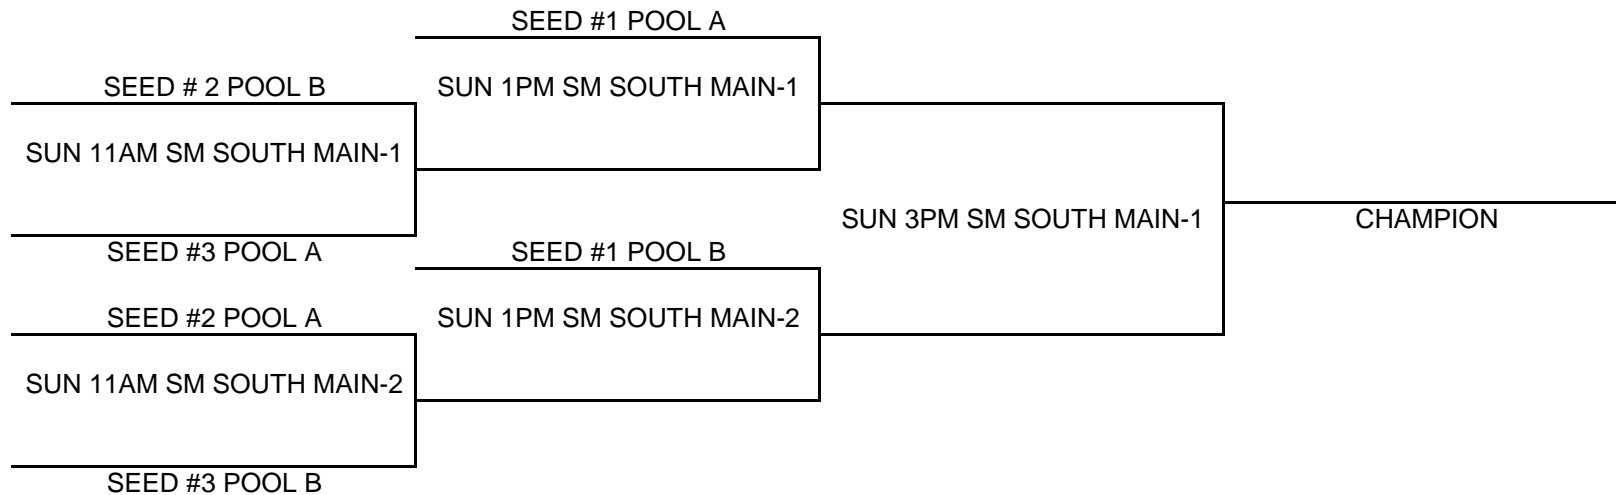 SEED #1 POOL A
SEED # 2 POOL B
SUN 1PM SM SOUTH MAIN-1
SUN 11AM SM SOUTH MAIN-1
SUN 3PM SM SOUTH MAIN-1
CHAMPION
SEED #3 POOL A
SEED #1 POOL B
SEED #2 POOL A
SUN 1PM SM SOUTH MAIN-2
SUN 11AM SM SOUTH MAIN-2
SEED #3 POOL B